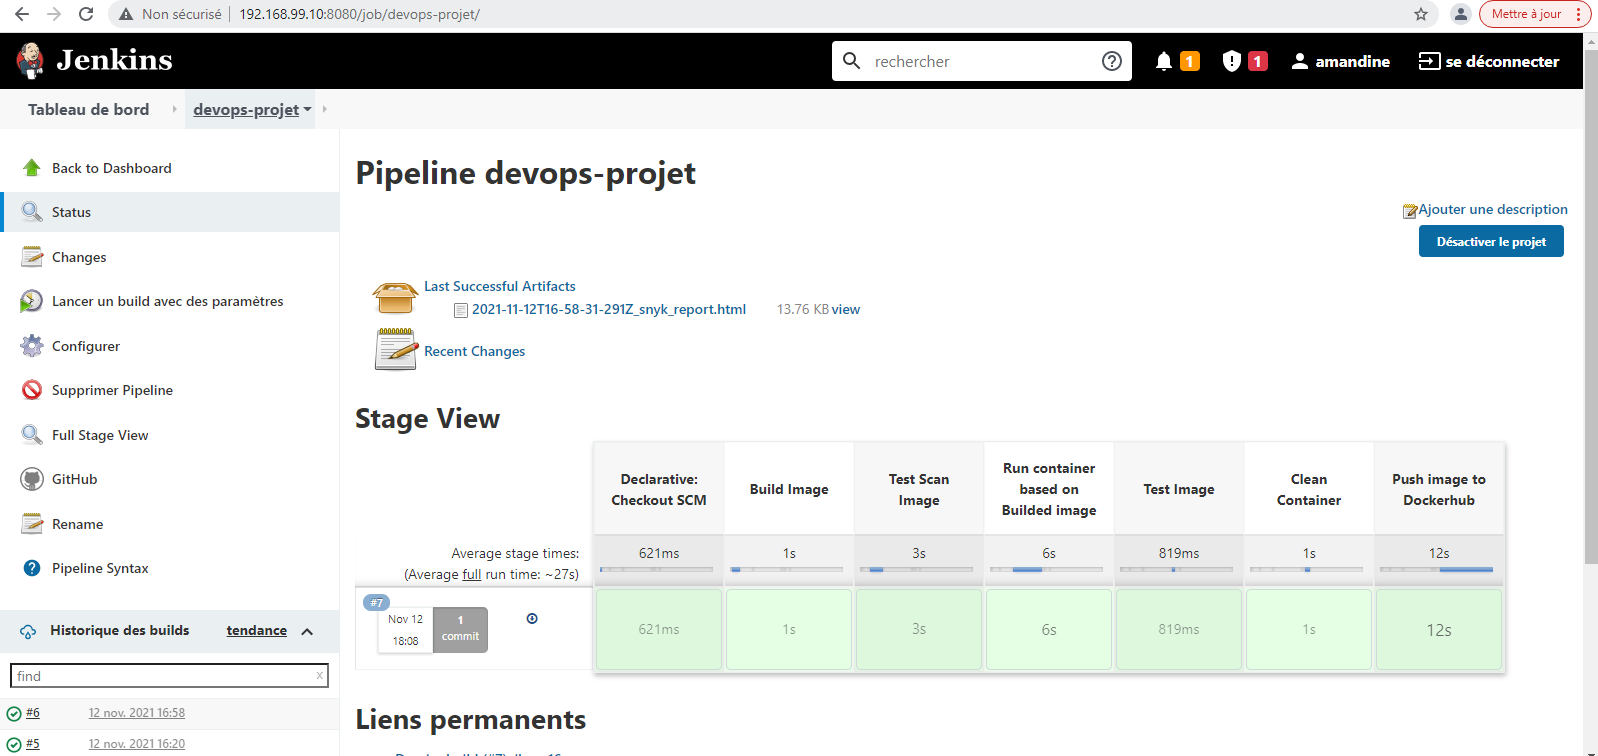 Non sécurisé | 192.168.99.10:8080/job/devops-projet/
Mettre à jour
Jenkins
rechercher
1
1
amandine
se déconnecter
Tableau de bord
devops-projet
Back to Dashboard
Status
Changes
Lancer un build avec des paramètres
Configurer
Supprimer Pipeline
Full Stage View
GitHub
Rename
Pipeline Syntax
Historique des builds
tendance
find
x
#6
12 nov. 2021 16:58
#5
12 nov. 2021 16:20
Pipeline devops-projet
Ajouter une description
Désactiver le projet
Last Successful Artifacts
2021-11-12T16-58-31-291Z_snyk_report.html
13.76 KB view
Recent Changes
Stage View
Declarative:
Checkout SCM
Build Image
Test Scan
Image
Run container
based on
Builded image
Test Image
Clean
Container
Push image to
Dockerhub
Average stage times:
(Average full run time: ~27s)
621ms
1s
3s
6s
819ms
1s
12s
#7
Nov 12
18:08
1
commit
621ms
1s
3s
6s
819ms
1s
12s
Liens permanents